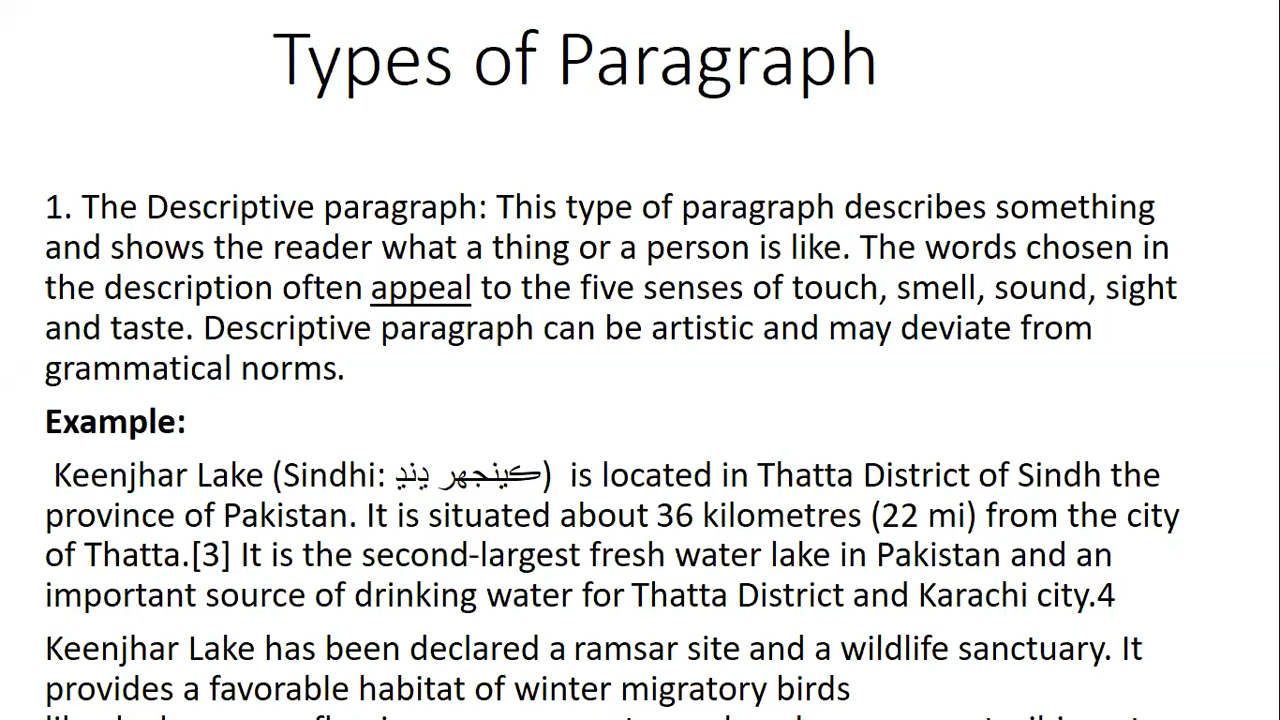 Types of Paragraph
1. The Descriptive paragraph: This type of paragraph describes something
and shows the reader what a thing or a person is like. The words chosen in
the description often appeal to the five senses of touch, smell, sound, sight
and taste. Descriptive paragraph can be artistic and may deviate from
grammatical norms.
Example:
Keenjhar Lake (Sindhi: ڪينجهر ڍنڍ) is located in Thatta District of Sindh the
province of Pakistan. It is situated about 36 kilometres (22 mi) from the city
of Thatta.[3] It is the second-largest fresh water lake in Pakistan and an
important source of drinking water for Thatta District and Karachi city.4
Keenjhar Lake has been declared a ramsar site and a wildlife sanctuary. It
provides a favorable habitat of winter migratory birds